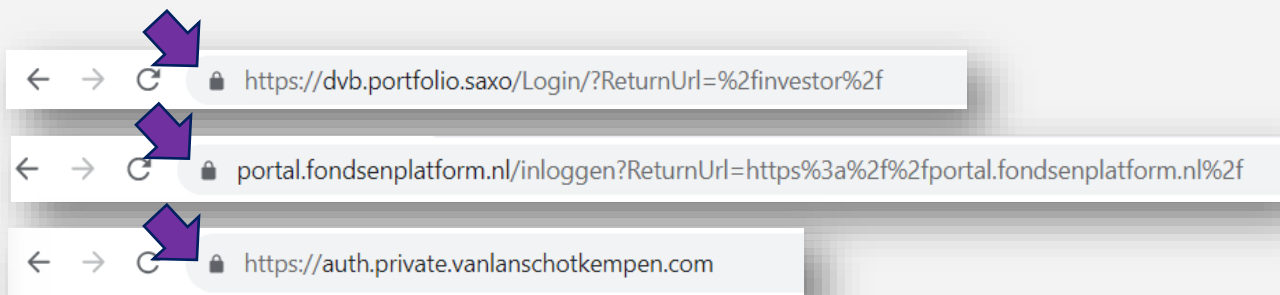 https://dvb.portfolio.saxo/Login/?ReturnUrl=%2finvestor%2f
portal.fondsenplatform.nl/inloggen?ReturnUrl=https%3a%2f%2fportal.fondsenplatform.nl%2f
https://auth.private.vanlanschotkempen.com